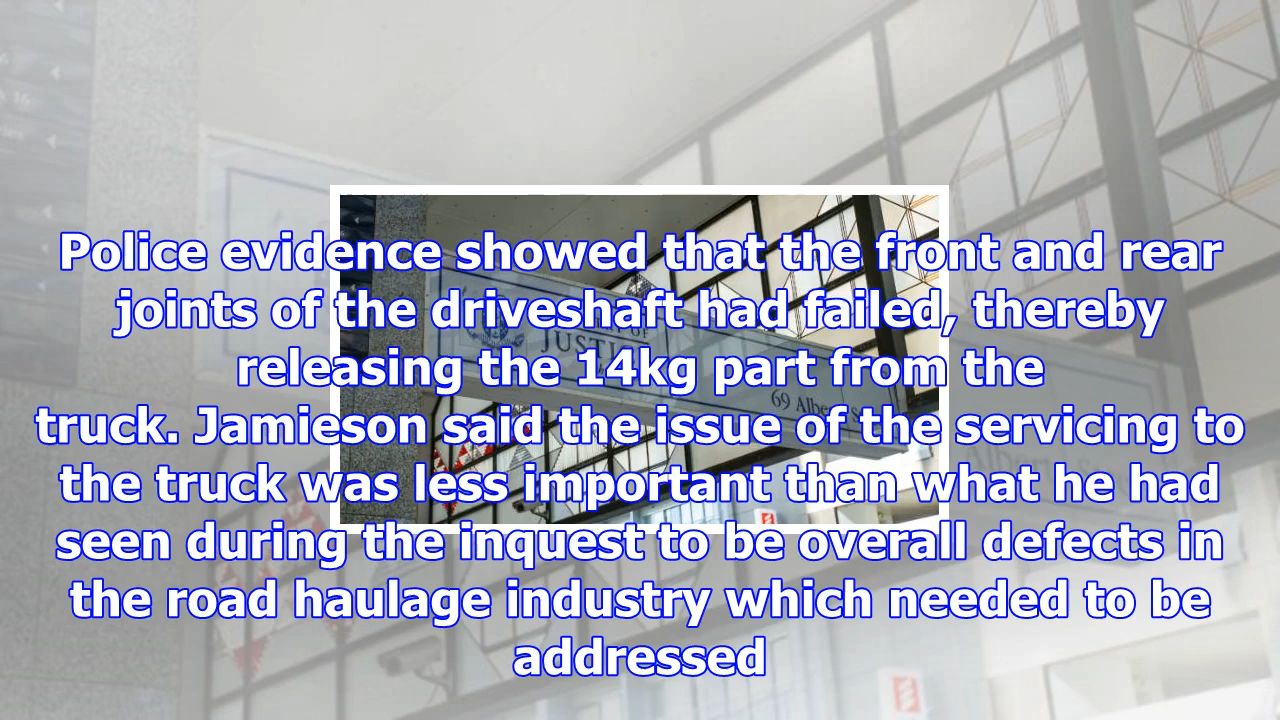 Police evidence showed that the front and rear
joints of the driveshaft had failed, thereby
releasing the 14kg part from the
truck. Jamieson said the issue of the servicing to
the truck was less important than what he had
seen during the inquest to be overall defects in
the road haulage industry which needed to be
addressed
JUSTICE
69 Albert